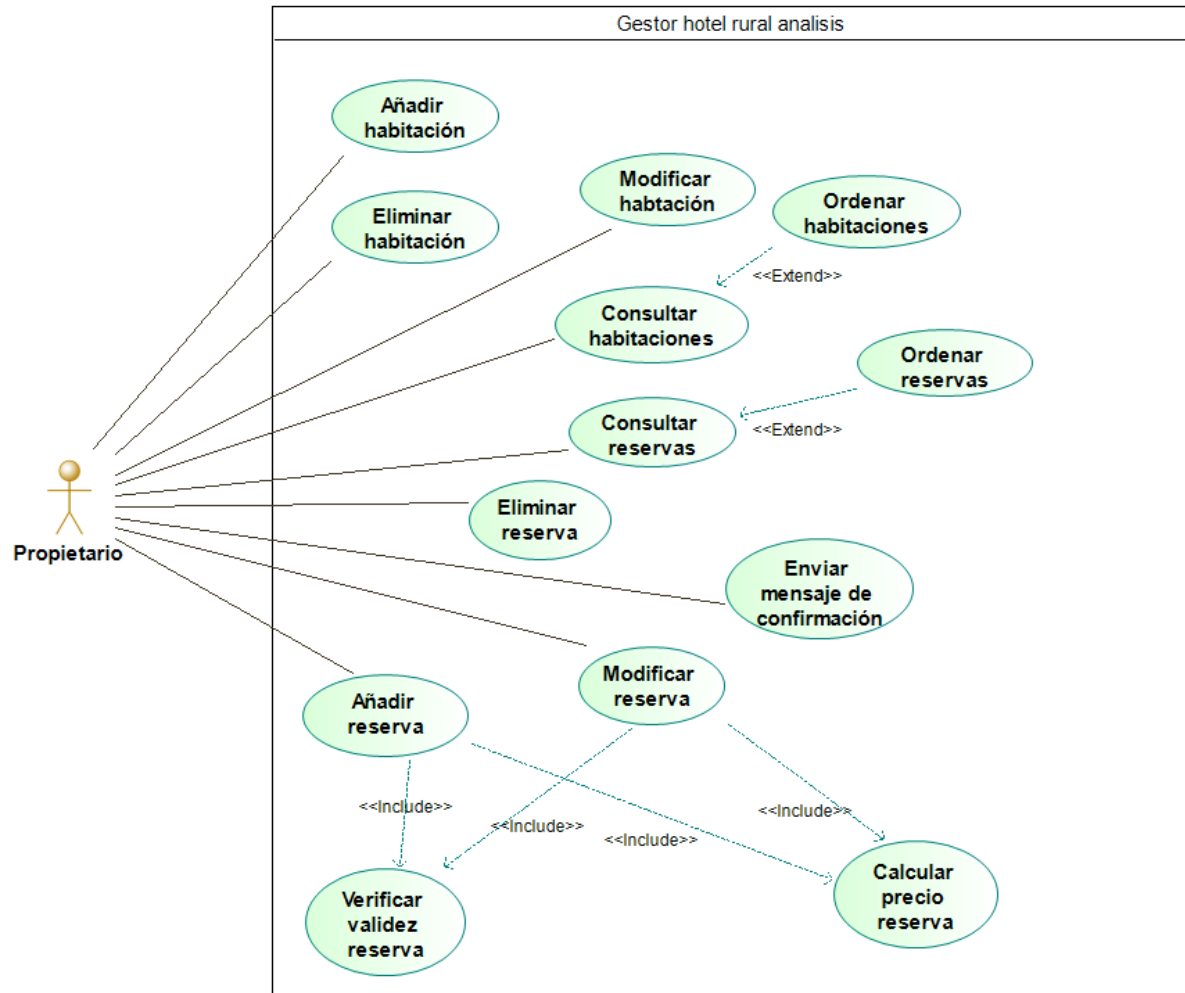 Gestor hotel rural analisis
Añadir
habitación
Modificar
habtación
Ordenar
habitaciones
Eliminar
habitación
<<Extend>>
Consultar
habitaciones
Ordenar
reservas
Consultar
reservas
<<Extend>>
Eliminar
reserva
Propietario
Enviar
mensaje de
confirmación
Modificar
reserva
Añadir
reserva
<<Include>>
<<Include>>
<<Include>>
<<Include>>
Verificar
validez
reserva
Calcular
precio
reserva